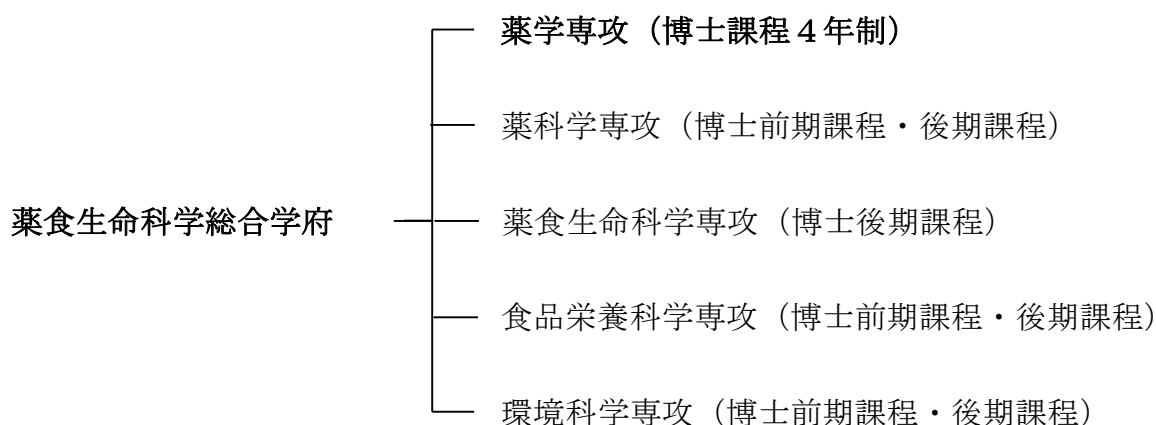 薬学専攻（博士課程４年制）
薬科学専攻（博士前期課程・後期課程）
薬食生命科学総合学府
薬食生命科学専攻（博士後期課程）
食品栄養科学専攻（博士前期課程・後期課程）
環境科学専攻（博士前期課程・後期課程）